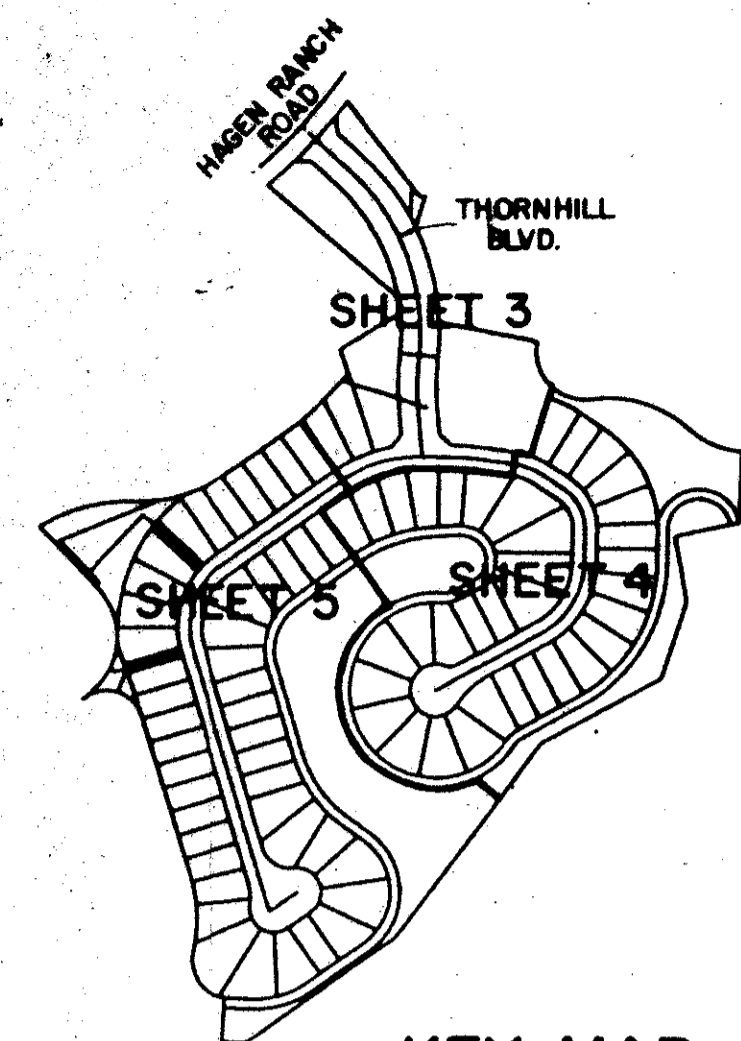 HAGEN RANCH
ROAD
THORNHILL
BLVD.
SHEET 3
SHEET 4
SHEET 5
KEY MAP